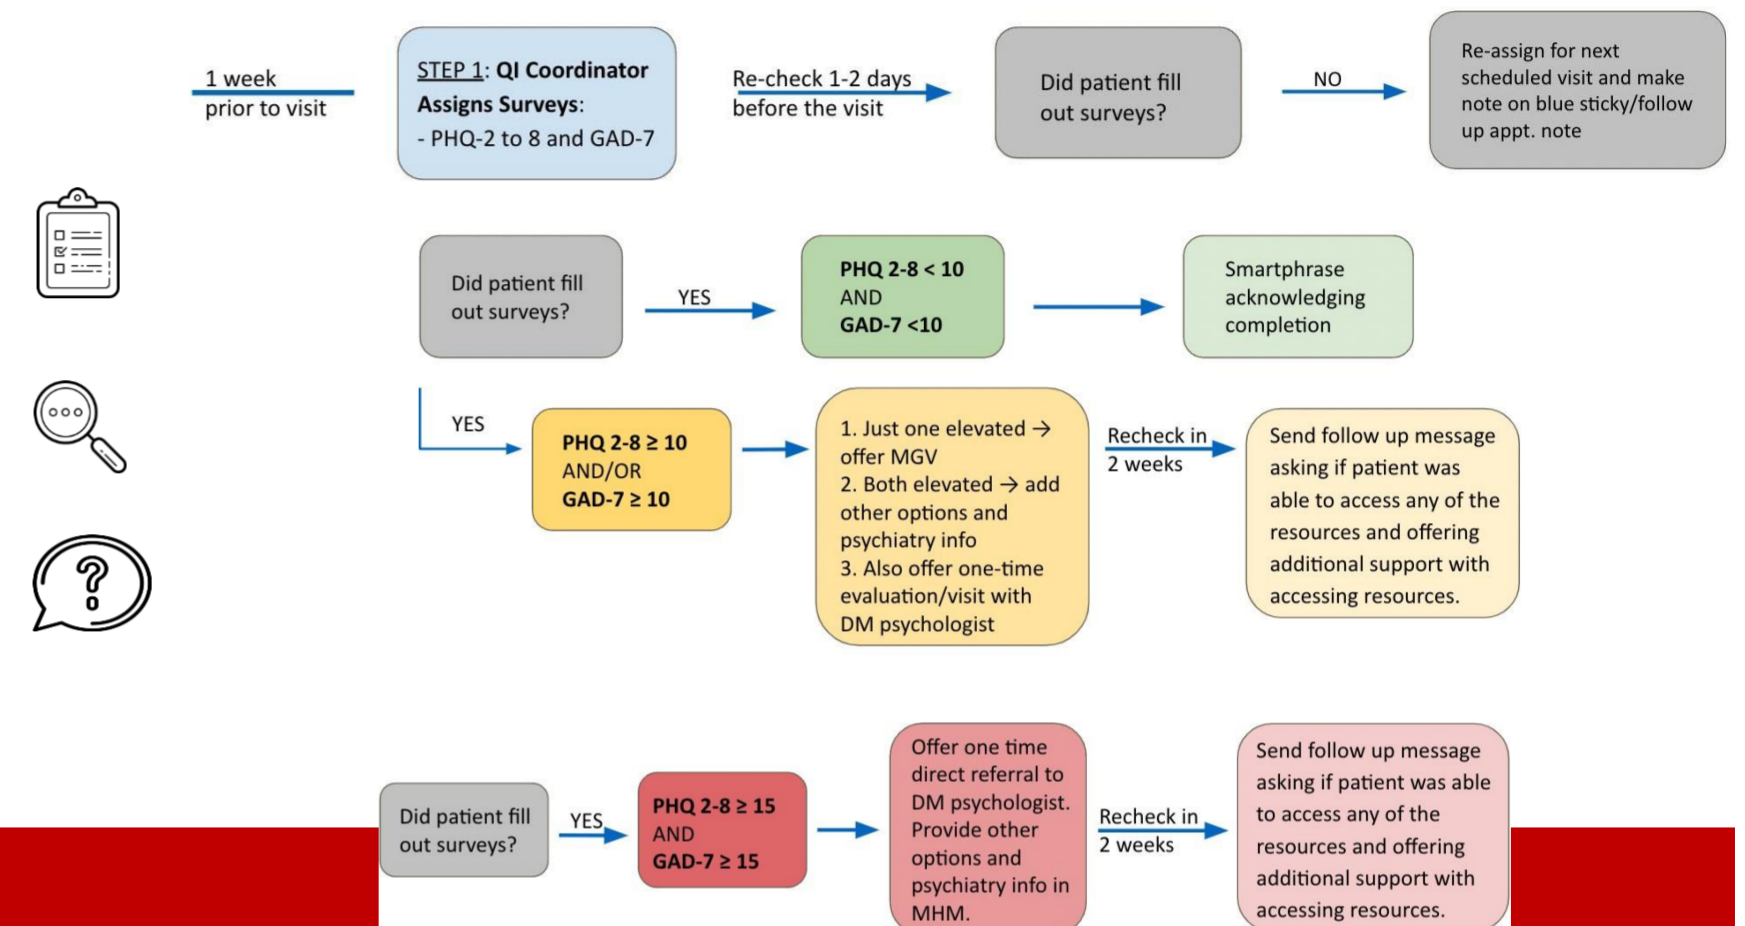 1 week
prior to visit
STEP 1: QI Coordinator
Assigns Surveys:
- PHQ-2 to 8 and GAD-7
Re-check 1-2 days
before the visit
Did patient fill
out surveys?
NO
Re-assign for next
scheduled visit and make
note on blue sticky/follow
up appt. note
Did patient fill
out surveys?
YES
PHQ 2-8 < 10
AND
GAD-7 <10
Smartphrase
acknowledging
completion
YES
PHQ 2-8 ≥ 10
AND/OR
GAD-7 ≥ 10
1. Just one elevated →
offer MGV
2. Both elevated → add
other options and
psychiatry info
3. Also offer one-time
evaluation/visit with
DM psychologist
Recheck in
2 weeks
Send follow up message
asking if patient was
able to access any of the
resources and offering
additional support with
accessing resources.
Did patient fill
out surveys?
YES
PHQ 2-8 ≥ 15
AND
GAD-7 ≥ 15
Offer one time
direct referral to
DM psychologist.
Provide other
options and
psychiatry info in
MHM.
Recheck in
2 weeks
Send follow up message
asking if patient was able
to access any of the
resources and offering
additional support with
accessing resources.